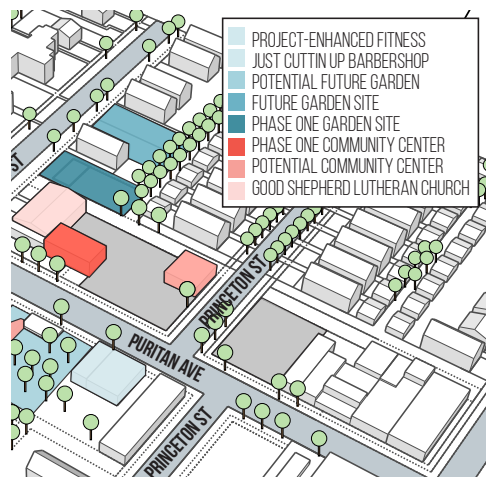 PROJECT-ENHANCED FITNESS
JUST CUTTIN UP BARBERSHOP
POTENTIAL FUTURE GARDEN
FUTURE GARDEN SITE
PHASE ONE GARDEN SITE
PHASE ONE COMMUNITY CENTER
POTENTIAL COMMUNITY CENTER
GOOD SHEPHERD LUTHERAN CHURCH
ST
PRINCETON ST
PURITAN AVE
PRINCETON ST